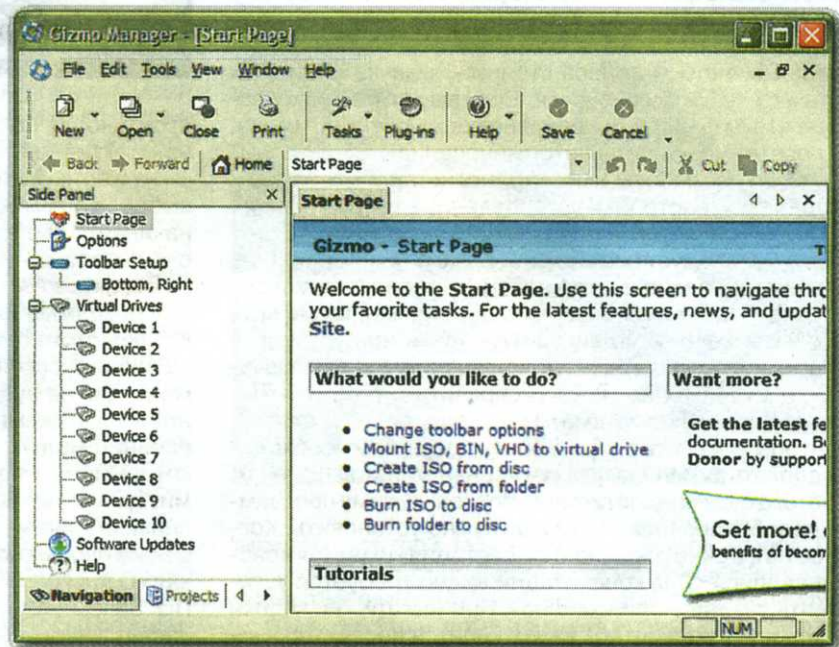 Gizmo Manager - [Start Page]
File Edit Tools View Window Help
New Open Close Print Tasks Plug-ins Help Save Cancel
Back Forward Home Start Page Cut Copy
Side Panel
Start Page
Options
Toolbar Setup
Bottom, Right
Virtual Drives
Device 1
Device 2
Device 3
Device 4
Device 5
Device 6
Device 7
Device 8
Device 9
Device 10
Software Updates
Help
Navigation Projects
Start Page
Gizmo - Start Page T
Welcome to the Start Page. Use this screen to navigate thro
your favorite tasks. For the latest features, news, and updat
Site.
What would you like to do?
• Change toolbar options
• Mount ISO, BIN, VHD to virtual drive
• Create ISO from disc
• Create ISO from folder
• Burn ISO to disc
• Burn folder to disc
Tutorials
Want more?
Get the latest fe
documentation. Be
Donor by support
Get more!
benefits of becom
NUM